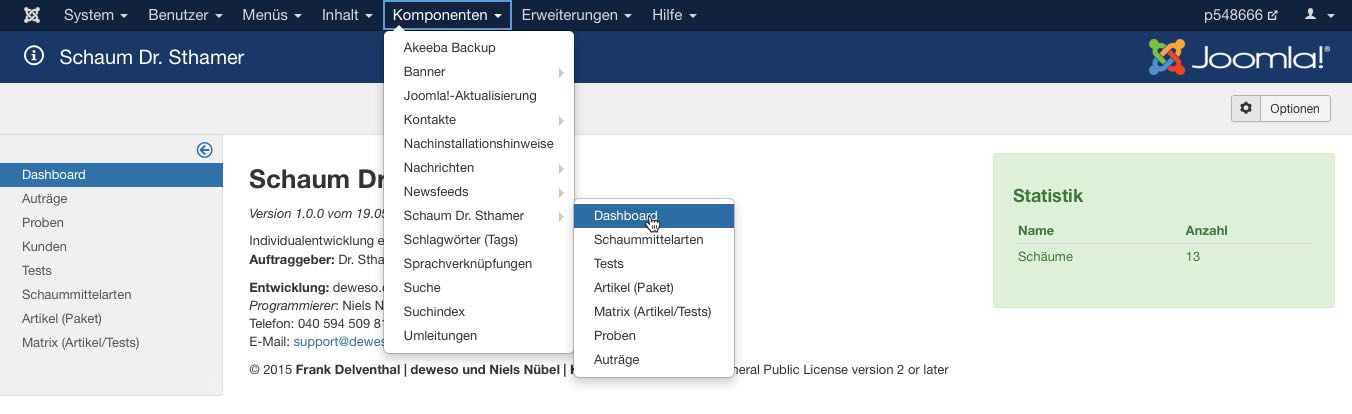 System Benutzer Menüs Inhalt Komponenten Erweiterungen Hilfe p548666
Schaum Dr. Sthamer Joomla!®
Optionen
Akeeba Backup
Banner
Joomla!-Aktualisierung
Kontakte
Nachinstallationshinweise
Nachrichten
Newsfeeds
Schaum Dr. Sthamer
Schlagwörter (Tags)
Sprachverknüpfungen
Suche
Suchindex
Umleitungen
Dashboard
Schaummittelarten
Tests
Artikel (Paket)
Matrix (Artikel/Tests)
Proben
Auträge
Dashboard
Auträge
Proben
Kunden
Tests
Schaummittelarten
Artikel (Paket)
Matrix (Artikel/Tests)
Schaum Dr
Version 1.0.0 vom 19.05
Individualentwicklung
Auftraggeber: Dr. Stha
Entwicklung: deweso.
Programmierer: Niels N
Telefon: 040 594 509 8
E-Mail: support@dewes
© 2015 Frank Delventhal | deweso und Niels Nübel | neral Public License version 2 or later
Statistik
Name Anzahl
Schäume 13